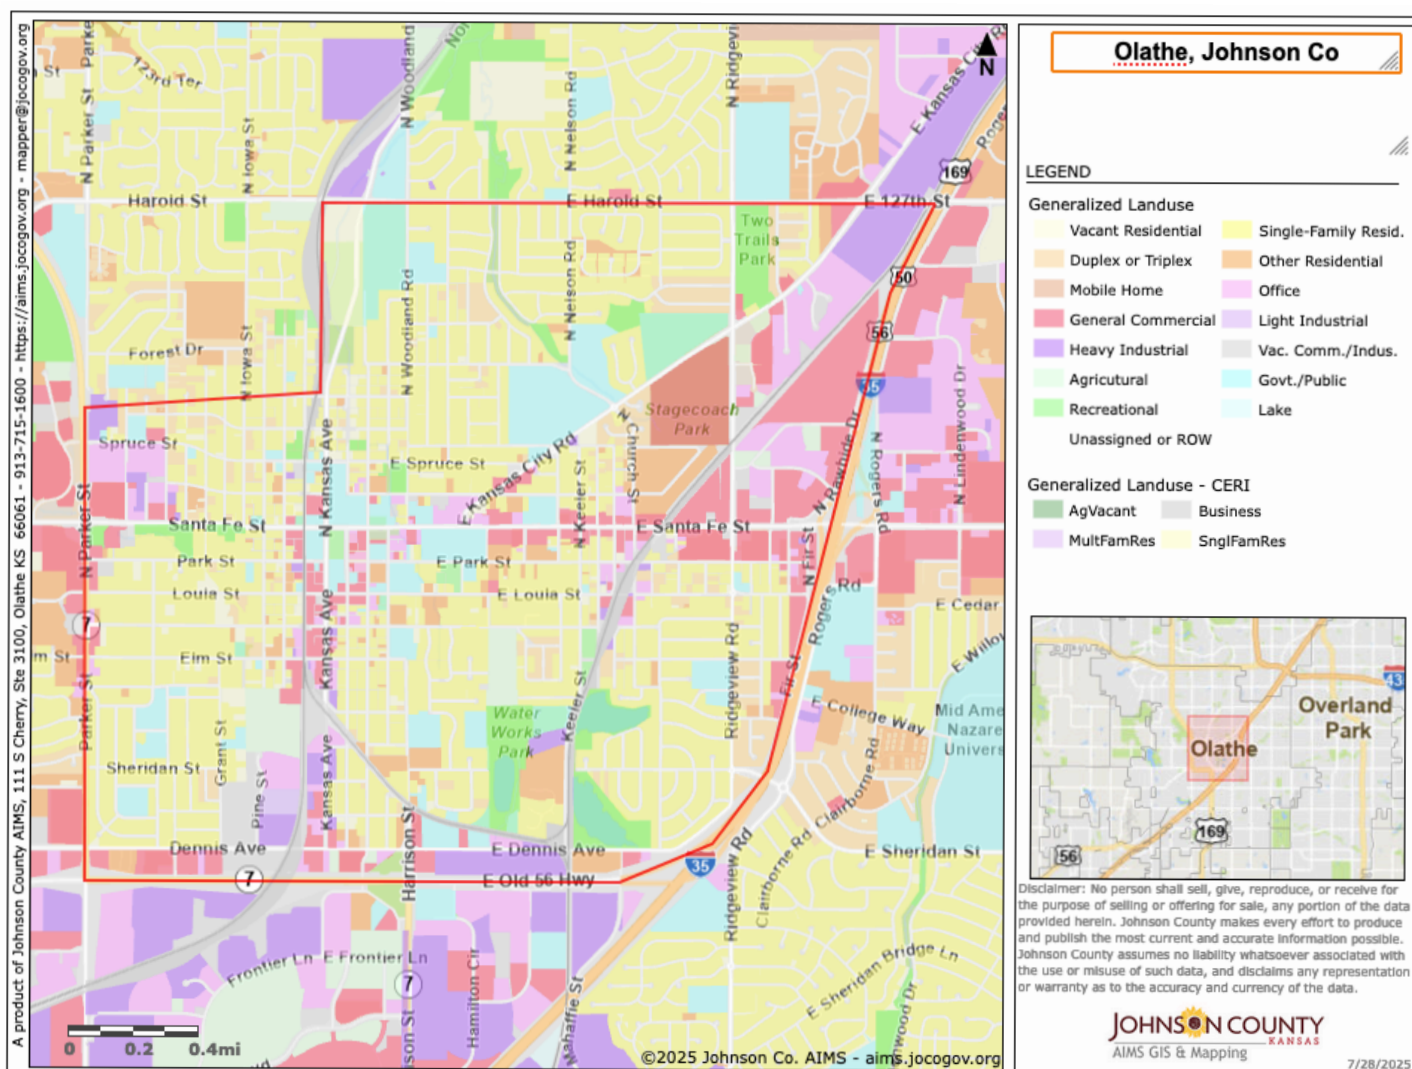 A product of Johnson County AIMS, 111 S Cherry, Ste 3100, Olathe KS 66061 - 913-715-1600 - https://aims.jocogov.org - mapper@jocogov.org
Olathe, Johnson Co
N
LEGEND
Generalized Landuse
Vacant Residential
Single-Family Resid.
Duplex or Triplex
Other Residential
Mobile Home
Office
General Commercial
Light Industrial
Heavy Industrial
Vac. Comm./Indus.
Agricutural
Govt./Public
Recreational
Lake
Unassigned or ROW
Generalized Landuse - CERI
AgVacant
Business
MultFamRes
SnglFamRes
123rd Ter
N Parker St
Parke
N Iowa St
N Woodland
N Nelson Rd
N Ridgevi
E Kansas City R
Roger
169
Harold St
E Harold St
E 127th St
Two
Trails
Park
50
N Woodland Rd
N Nelson Rd
56
Forest Dr
N Iowa St
35
Stagecoach
Park
Spruce St
E Spruce St
E Kansas City Rd
N Church St
N Keeler St
N Kansas Ave
N Rawhide Dr
N Rogers Rd
N Lindenwood Dr
N Parker St
Santa Fe St
E Santa Fe St
Park St
E Park St
N Fir St
Louia St
E Louia St
Kansas Ave
Rogers Rd
E Cedar
7
m St
Elm St
E Willo
Parker St
Grant St
Keeler St
Ridgeview Rd
Fir St
E College Way
Water
Works
Park
Mid Ame
Nazare
Univers
Sheridan St
Pine St
Kansas Ave
Harrison St
Clairborne Rd
Clairborne Rd
Dennis Ave
E Dennis Ave
E Sheridan St
7
E Old 56 Hwy
35
Ridgeview Rd
Frontier Ln
E Frontier Ln
7
Hamilton Cir
Mahaffie St
E Sheridan Bridge Ln
nwood Dr
ison St
0
0.2
0.4mi
©2025 Johnson Co. AIMS - aims.jocogov.org
Overland
Park
Olathe
43
169
56
Disclaimer: No person shall sell, give, reproduce, or receive for
the purpose of selling or offering for sale, any portion of the data
provided herein. Johnson County makes every effort to produce
and publish the most current and accurate information possible.
Johnson County assumes no liability whatsoever associated with
the use or misuse of such data, and disclaims any representation
or warranty as to the accuracy and currency of the data.
JOHNSON COUNTY
KANSAS
AIMS GIS & Mapping
7/28/2025